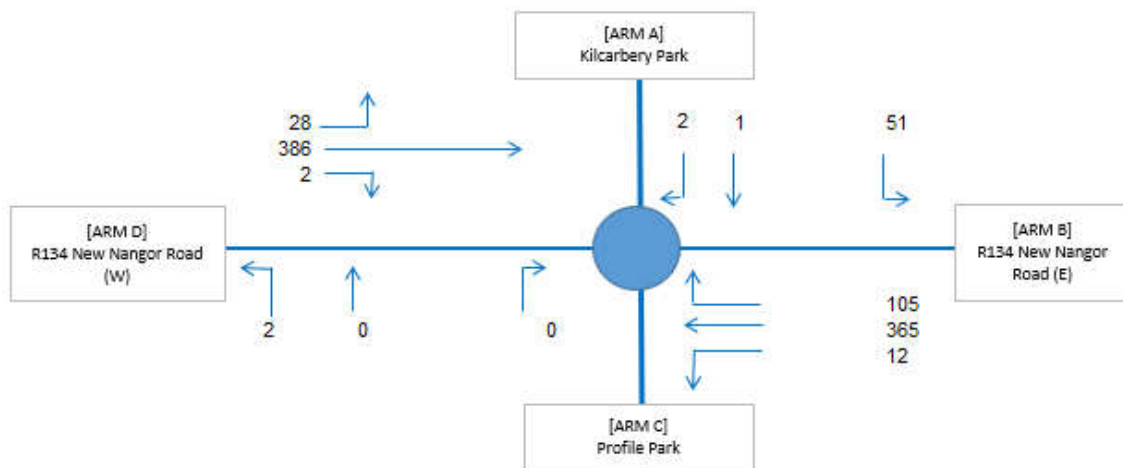 [ARM A]
Kilcarbery Park
28
386
2
2 1 51
[ARM D]
R134 New Nangor Road
(W)
[ARM B]
R134 New Nangor
Road (E)
2 0 0
105
365
12
[ARM C]
Profile Park